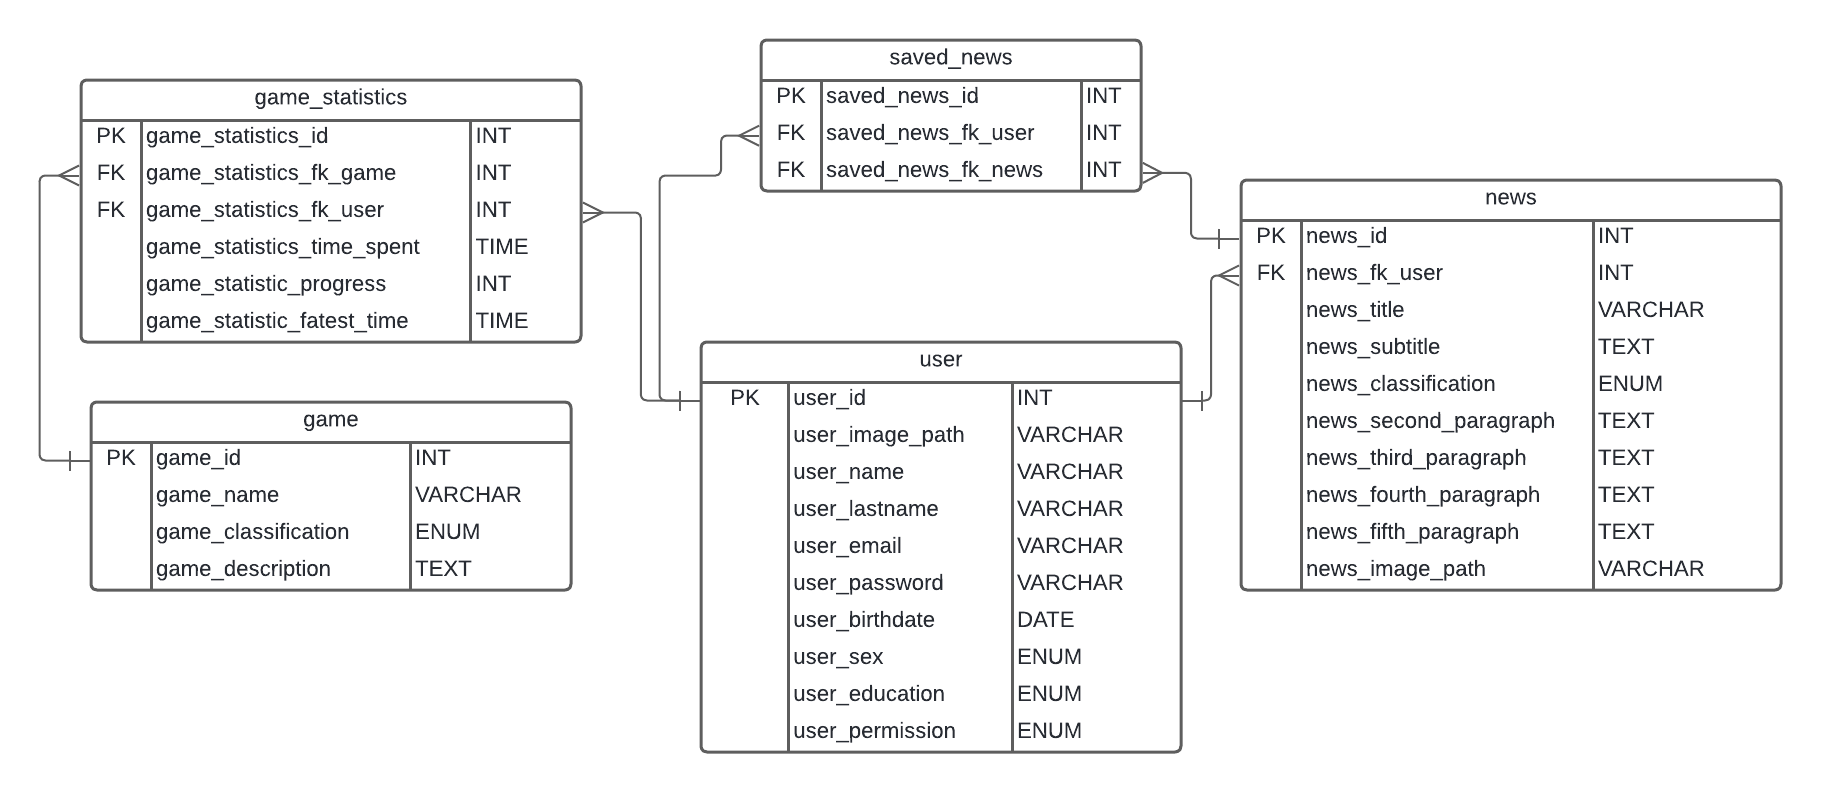 game_statistics
PK game_statistics_id INT
FK game_statistics_fk_game INT
FK game_statistics_fk_user INT
game_statistics_time_spent TIME
game_statistic_progress INT
game_statistic_fatest_time TIME
game
PK game_id INT
game_name VARCHAR
game_classification ENUM
game_description TEXT
saved_news
PK saved_news_id INT
FK saved_news_fk_user INT
FK saved_news_fk_news INT
user
PK user_id INT
user_image_path VARCHAR
user_name VARCHAR
user_lastname VARCHAR
user_email VARCHAR
user_password VARCHAR
user_birthdate DATE
user_sex ENUM
user_education ENUM
user_permission ENUM
news
PK news_id INT
FK news_fk_user INT
news_title VARCHAR
news_subtitle TEXT
news_classification ENUM
news_second_paragraph TEXT
news_third_paragraph TEXT
news_fourth_paragraph TEXT
news_fifth_paragraph TEXT
news_image_path VARCHAR